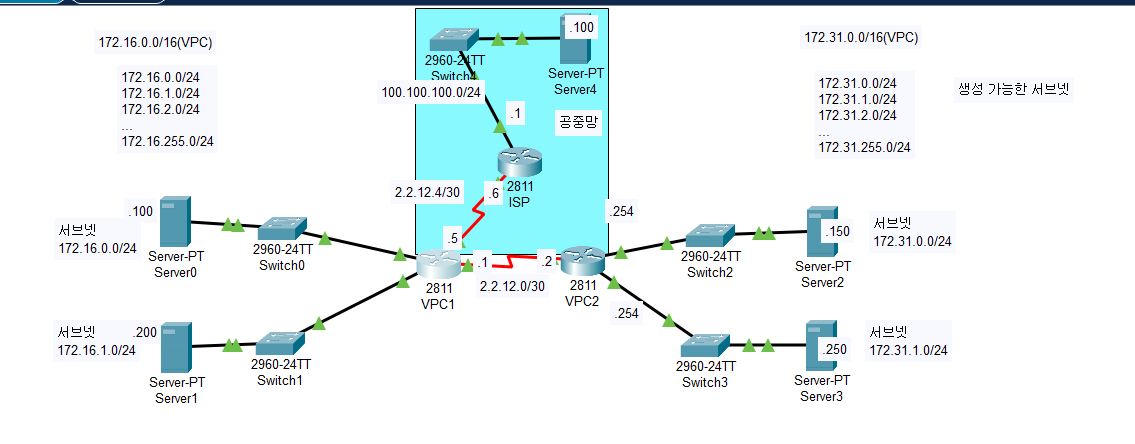 172.16.0.0/16(VPC)
172.16.0.0/24
172.16.1.0/24
172.16.2.0/24
...
172.16.255.0/24
.100
2960-24TT
Switch4
Server-PT
Server4
100.100.100.0/24
.1
공중망
2811
ISP
2.2.12.4/30
.6
.5
172.31.0.0/16(VPC)
172.31.0.0/24
172.31.1.0/24
172.31.2.0/24
...
172.31.255.0/24
생성 가능한 서브넷
.100
서브넷
172.16.0.0/24
Server-PT
Server0
2960-24TT
Switch0
.1
.2
2811
VPC1
2.2.12.0/30
2811
VPC2
.254
2960-24TT
Switch2
.150
Server-PT
Server2
서브넷
172.31.0.0/24
서브넷
172.16.1.0/24
.200
Server-PT
Server1
2960-24TT
Switch1
.254
2960-24TT
Switch3
.250
Server-PT
Server3
서브넷
172.31.1.0/24